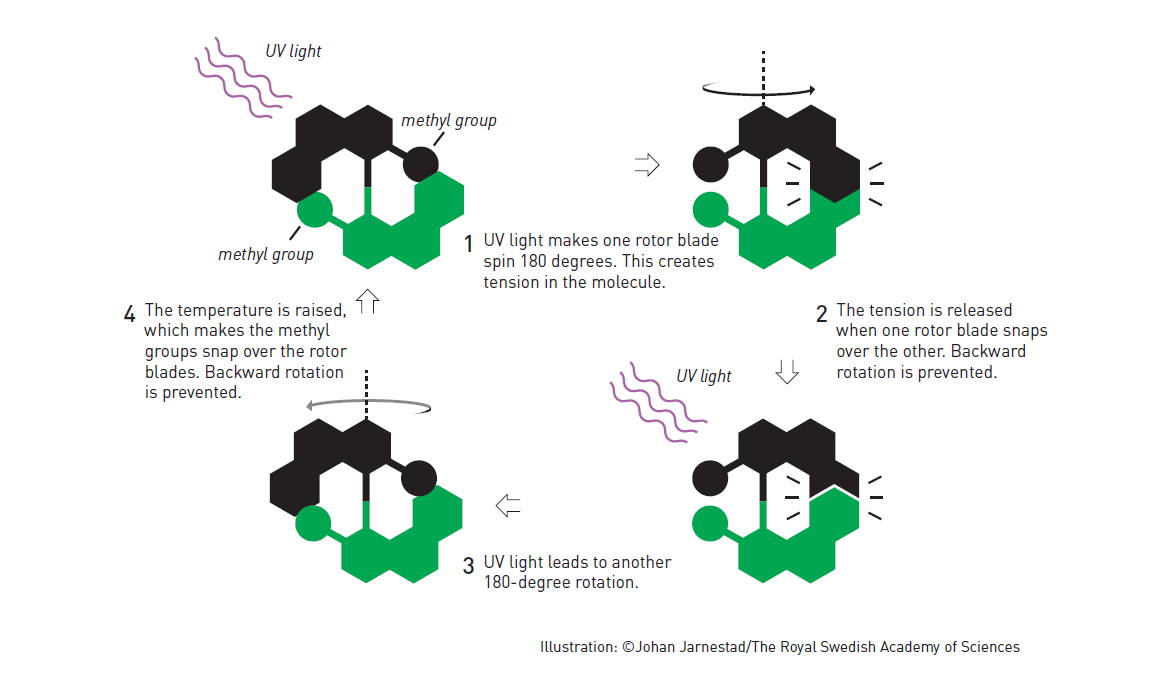 UV light
methyl group
methyl group
1 UV light makes one rotor blade
spin 180 degrees. This creates
tension in the molecule.
2 The tension is released
when one rotor blade snaps
over the other. Backward
rotation is prevented.
UV light
3 UV light leads to another
180-degree rotation.
4 The temperature is raised,
which makes the methyl
groups snap over the rotor
blades. Backward rotation
is prevented.
Illustration: ©Johan Jarnestad/The Royal Swedish Academy of Sciences